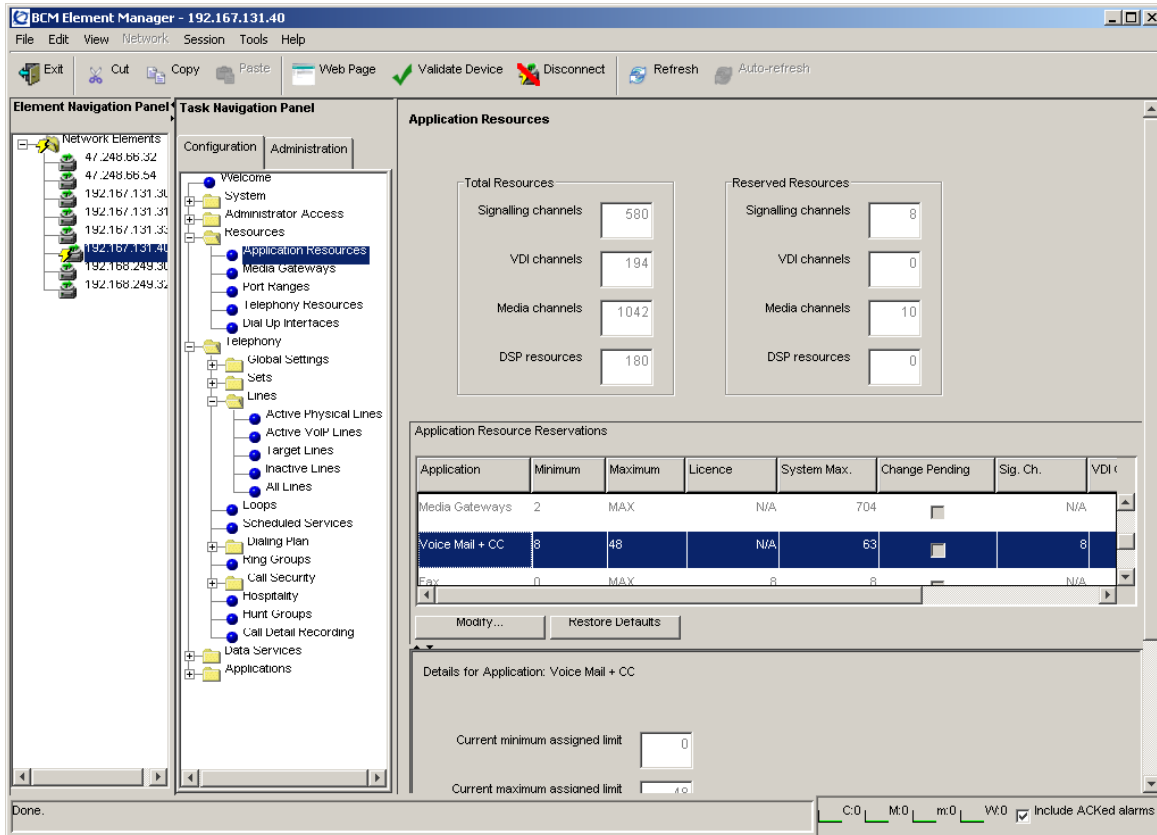 BCM Element Manager - 192.167.131.40
File Edit View Network Session Tools Help
Exit Cut Copy Paste Web Page Validate Device Disconnect Refresh Auto-refresh
Element Navigation Panel
Network Elements
47.248.66.32
47.248.66.54
192.167.131.30
192.167.131.31
192.167.131.33
192.167.131.40
192.168.249.30
192.168.249.32
Task Navigation Panel
Configuration Administration
Welcome
System
Administrator Access
Resources
Application Resources
Media Gateways
Port Ranges
Telephony Resources
Dial Up Interfaces
Telephony
Global Settings
Sets
Lines
Active Physical Lines
Active VoIP Lines
Target Lines
Inactive Lines
All Lines
Loops
Scheduled Services
Dialing Plan
Ring Groups
Call Security
Hospitality
Hunt Groups
Call Detail Recording
Data Services
Applications
Application Resources
Total Resources
Signalling channels 580
VDI channels 194
Media channels 1042
DSP resources 180
Reserved Resources
Signalling channels 8
VDI channels 0
Media channels 10
DSP resources 0
Application Resource Reservations
Application Minimum Maximum Licence System Max. Change Pending Sig. Ch. VDI
Media Gateways 2 MAX N/A 704 N/A
Voice Mail + CC 8 48 N/A 63 8
Fax 0 MAX 8 8 N/A
Modify... Restore Defaults
Details for Application: Voice Mail + CC
Current minimum assigned limit 0
Current maximum assigned limit 48
Done.
C:0 M:0 m:0 W:0 Include ACKed alarms